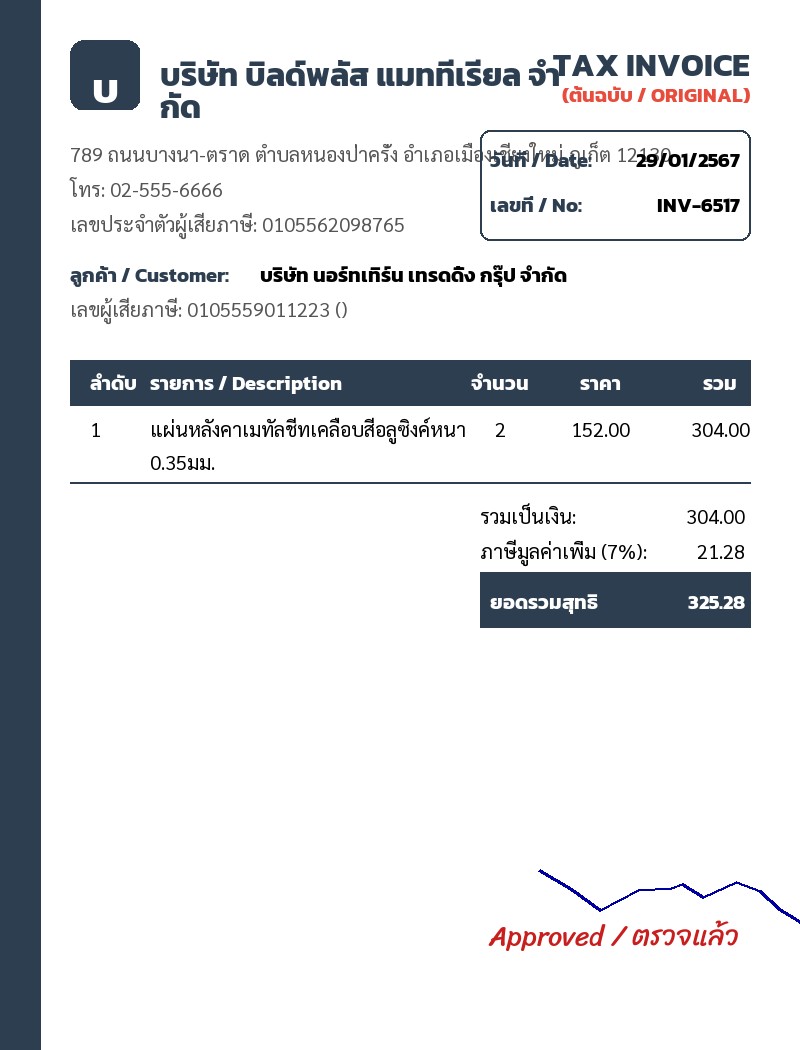 บ
บริษัท บิลด์พลัส แมททีเรียล จำ
กัด
TAX INVOICE
(ต้นฉบับ / ORIGINAL)
789 ถนนบางนา-ตราด ตำบลหนองป่าครั่ง อำเภอเมืองเชียงใหม่ ภูเก็ต 12130
วันที่ / Date: 29/01/2567
โทร: 02-555-6666
เลขที่ / No: INV-6517
เลขประจำตัวผู้เสียภาษี: 0105562098765
ลูกค้า / Customer: บริษัท นอร์ทเทิร์น เทรดดิ้ง กรุ๊ป จำกัด
เลขผู้เสียภาษี: 0105559011223 ()
ลำดับ รายการ / Description จำนวน ราคา รวม
1 แผ่นหลังคาเมทัลชีทเคลือบสีอลูซิงค์หนา 2 152.00 304.00
0.35มม.
รวมเป็นเงิน: 304.00
ภาษีมูลค่าเพิ่ม (7%): 21.28
ยอดรวมสุทธิ 325.28
Approved / ตรวจแล้ว